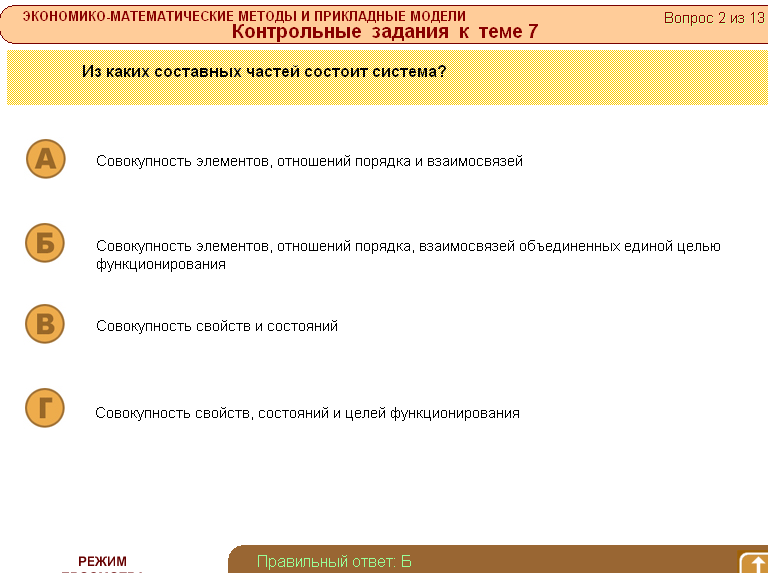 ЭКОНОМИКО-МАТЕМАТИЧЕСКИЕ МЕТОДЫ И ПРИКЛАДНЫЕ МОДЕЛИ
Вопрос 2 из 13
Контрольные задания к теме 7
Из каких составных частей состоит система?
А
Совокупность элементов, отношений порядка и взаимосвязей
Б
Совокупность элементов, отношений порядка, взаимосвязей объединенных единой целью
функционирования
В
Совокупность свойств и состояний
Г
Совокупность свойств, состояний и целей функционирования
РЕЖИМ
Правильный ответ: Б